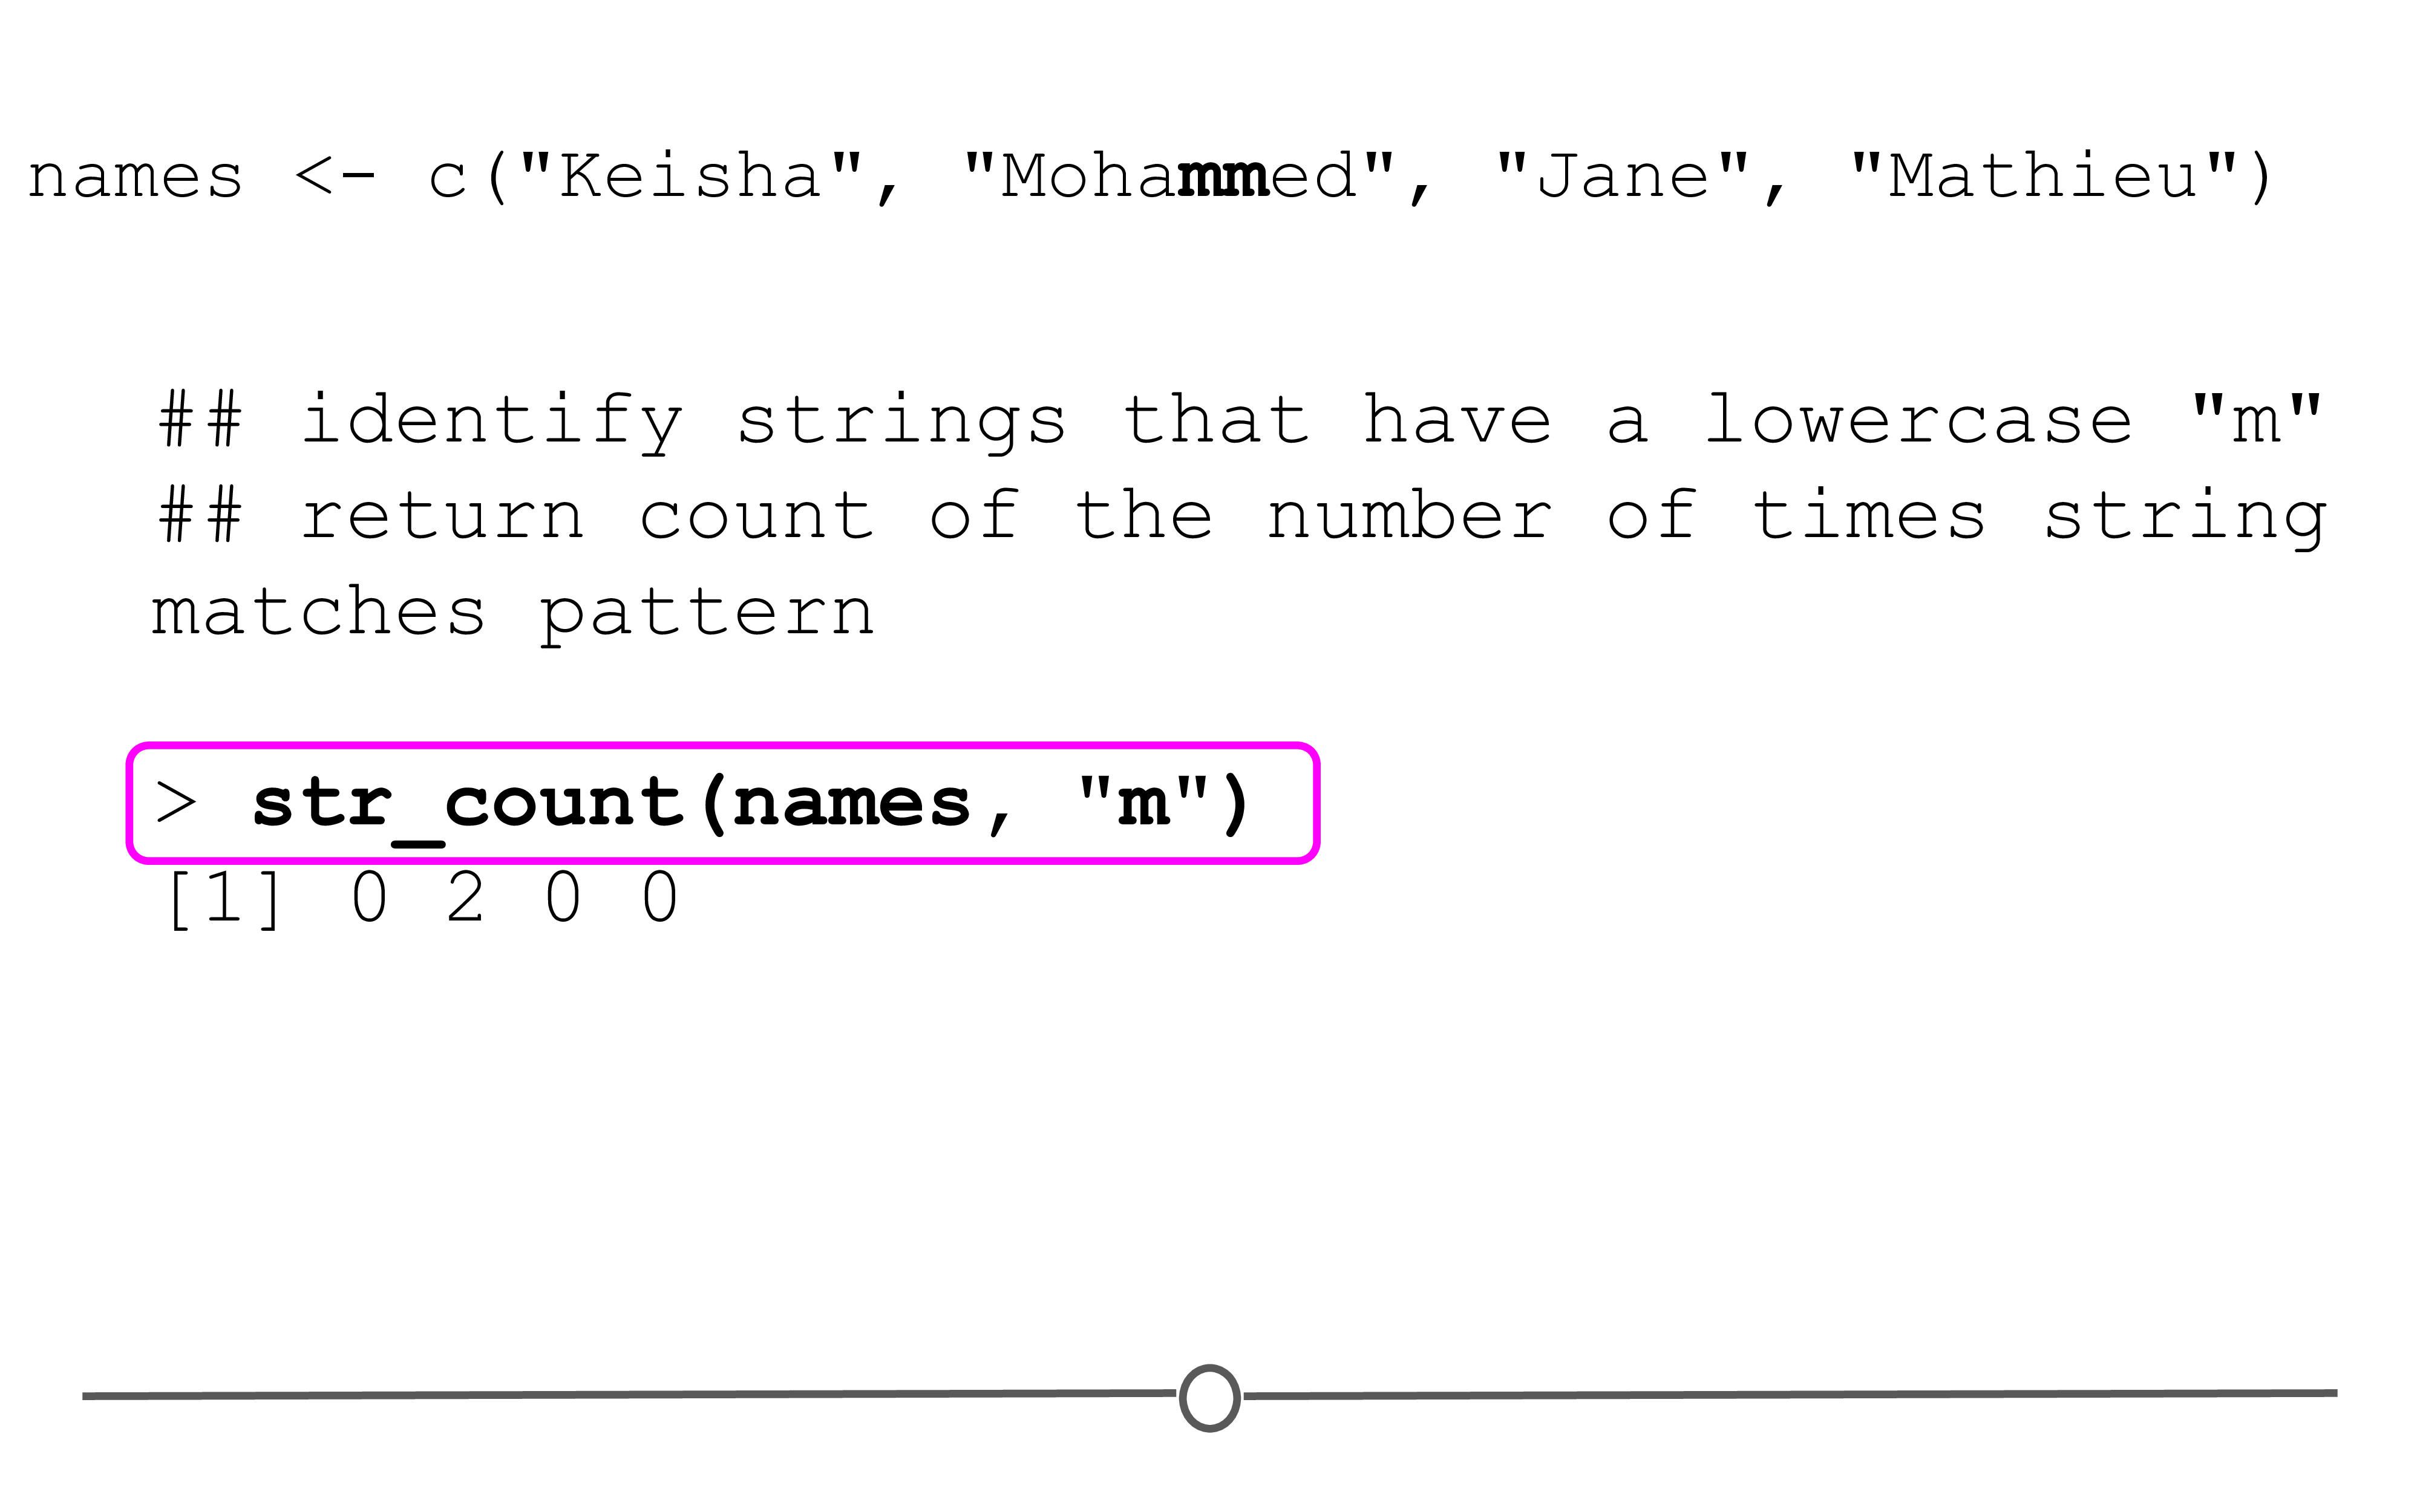 names <- c("Keisha", "Mohammed", "Jane", "Mathieu")
## identify strings that have a lowercase "m"
## return count of the number of times string
matches pattern
> str_count(names, "m")
[1] 0 2 0 0